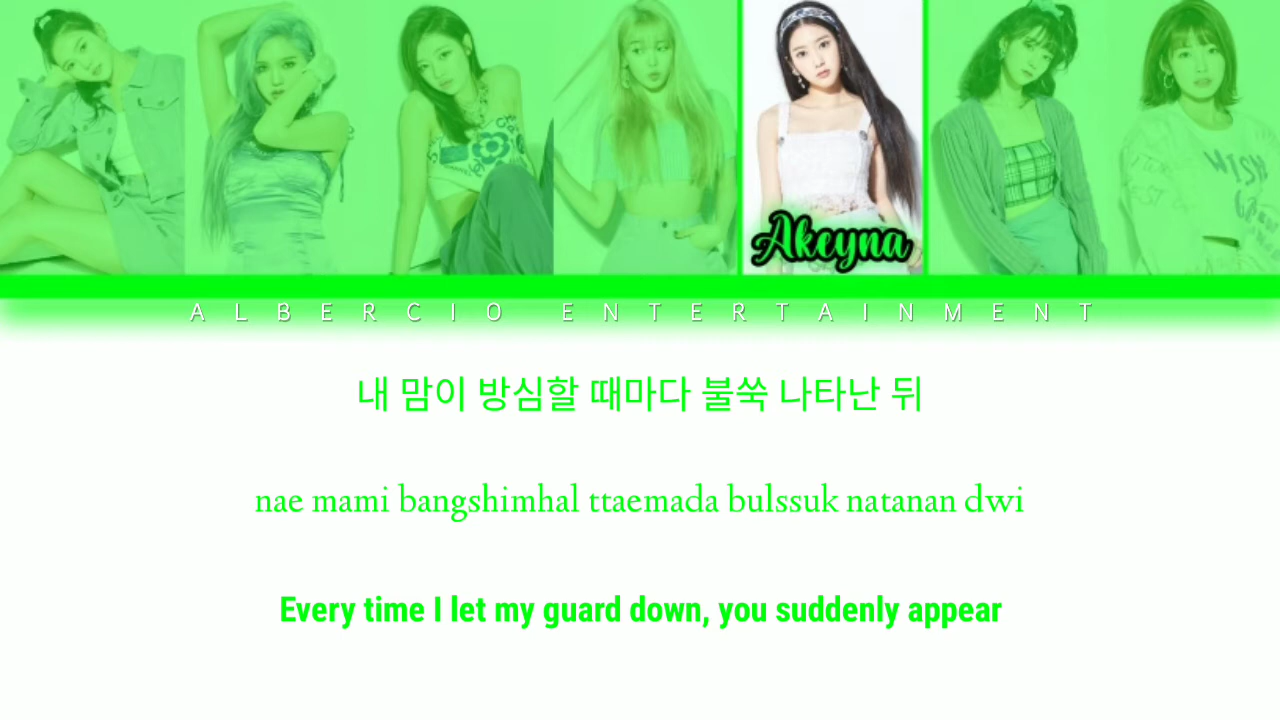 Akeyna
ALBERCIO ENTERTAINMENT
내 맘이 방심할 때마다 불쑥 나타난 뒤
nae mami bangshimhal ttaemada bulssuk natanan dwi
Every time I let my guard down, you suddenly appear